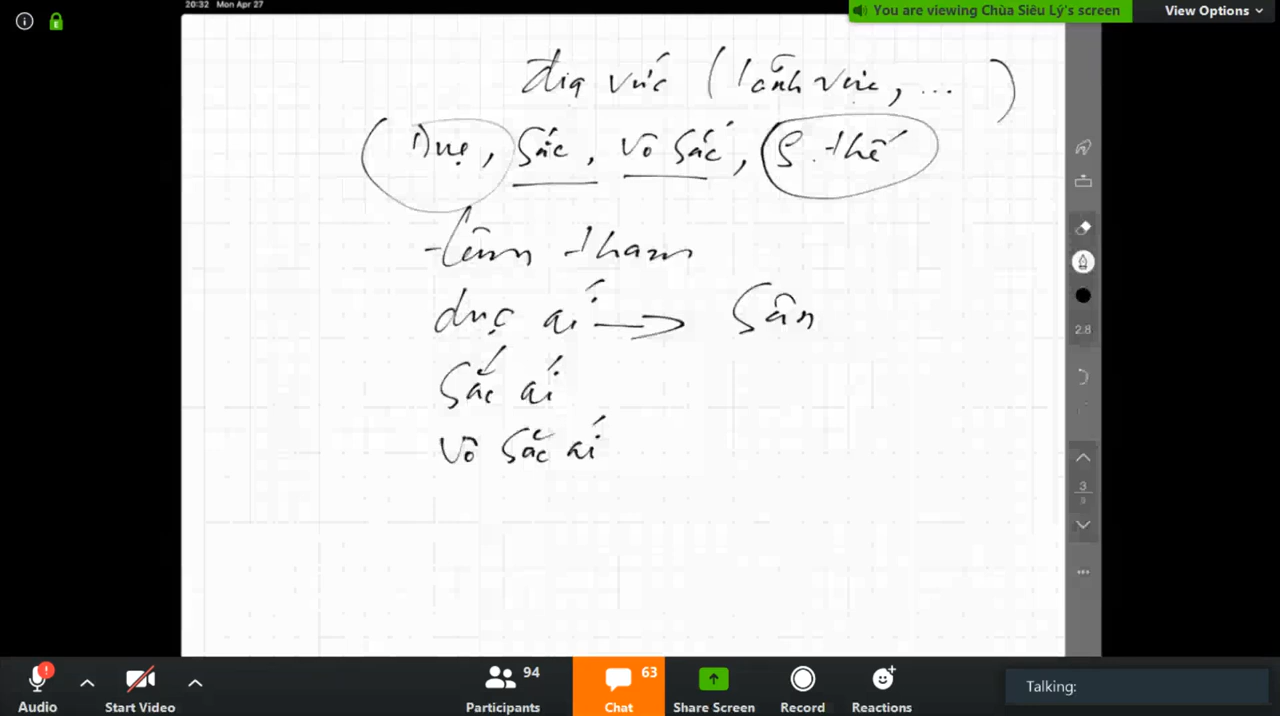 20:32 Mon Apr 27
You are viewing Chùa Siêu Lý's screen
View Options
địa vức (lãnh vức, ... )
(Dục, Sắc, vô Sắc, S. thế
tâm tham
dục ái → Sân
Sắc ái
vô Sắc ái
2.8
3
9
Audio
Start Video
94
Participants
63
Chat
Share Screen
Record
Reactions
Talking: